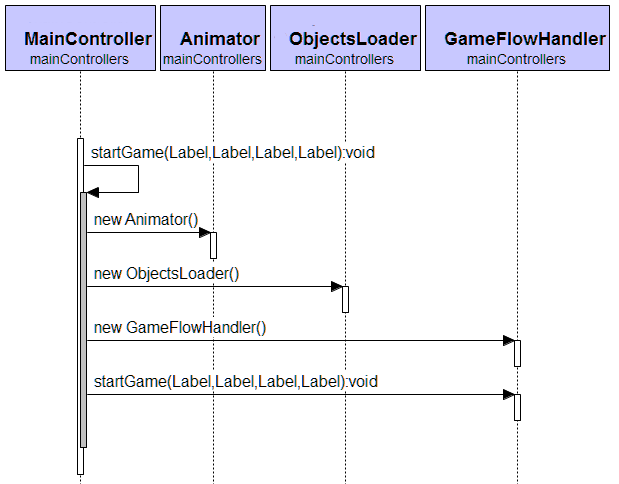 MainController
mainControllers
Animator
mainControllers
ObjectsLoader
mainControllers
GameFlowHandler
mainControllers
startGame(Label,Label,Label,Label):void
new Animator()
new ObjectsLoader()
new GameFlowHandler()
startGame(Label,Label,Label,Label):void